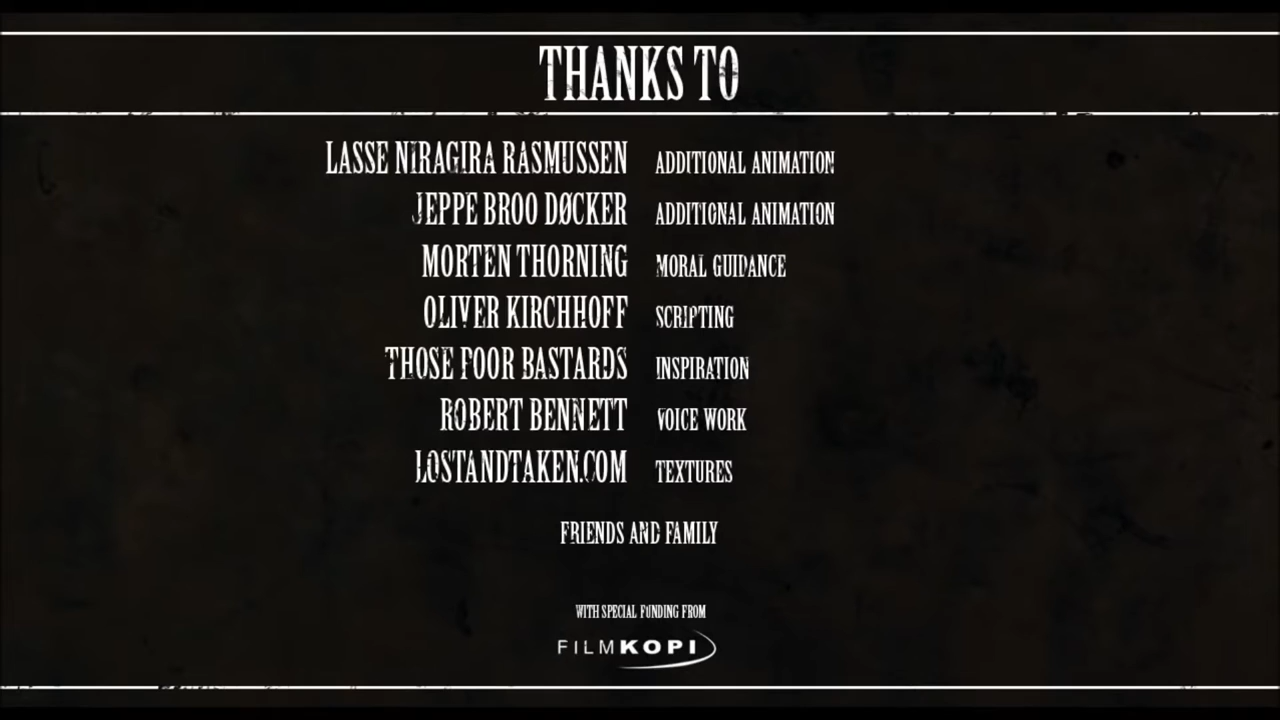 THANKS TO
LASSE NIRAGIRA RASMUSSEN ADDITIONAL ANIMATION
JEPPE BROO DØCKER ADDITIONAL ANIMATION
MORTEN THORNING MORAL GUIDANCE
OLIVER KIRCHHOFF SCRIPTING
THOSE POOR BASTARDS INSPIRATION
ROBERT BENNETT VOICE WORK
LOSTANDTAKEN.COM TEXTURES
FRIENDS AND FAMILY
WITH SPECIAL FUNDING FROM
FILMKOPI